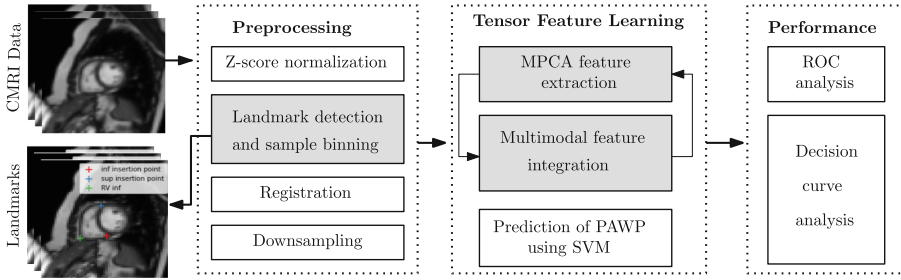 CMRI Data
Landmarks
inf insertion point
sup insertion point
RV inf
Preprocessing
Z-score normalization
Landmark detection
and sample binning
Registration
Downsampling
Tensor Feature Learning
MPCA feature
extraction
Multimodal feature
integration
Prediction of PAWP
using SVM
Performance
ROC
analysis
Decision
curve
analysis